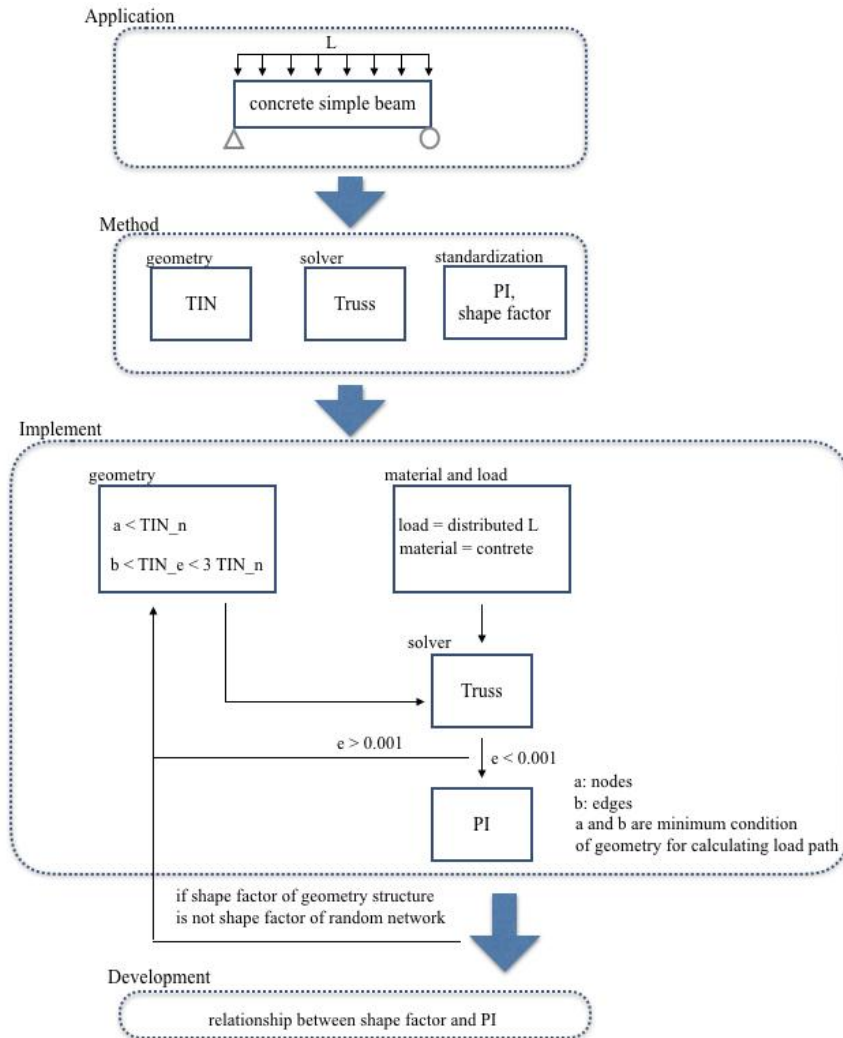 Application
L
concrete simple beam
Method
geometry
solver
standardization
TIN
Truss
PI,
shape factor
Implement
geometry
material and load
a < TIN_n
b < TIN_e < 3 TIN_n
load = distributed L
material = contrete
solver
Truss
e > 0.001
e < 0.001
PI
a: nodes
b: edges
a and b are minimum condition
of geometry for calculating load path
if shape factor of geometry structure
is not shape factor of random network
Development
relationship between shape factor and PI